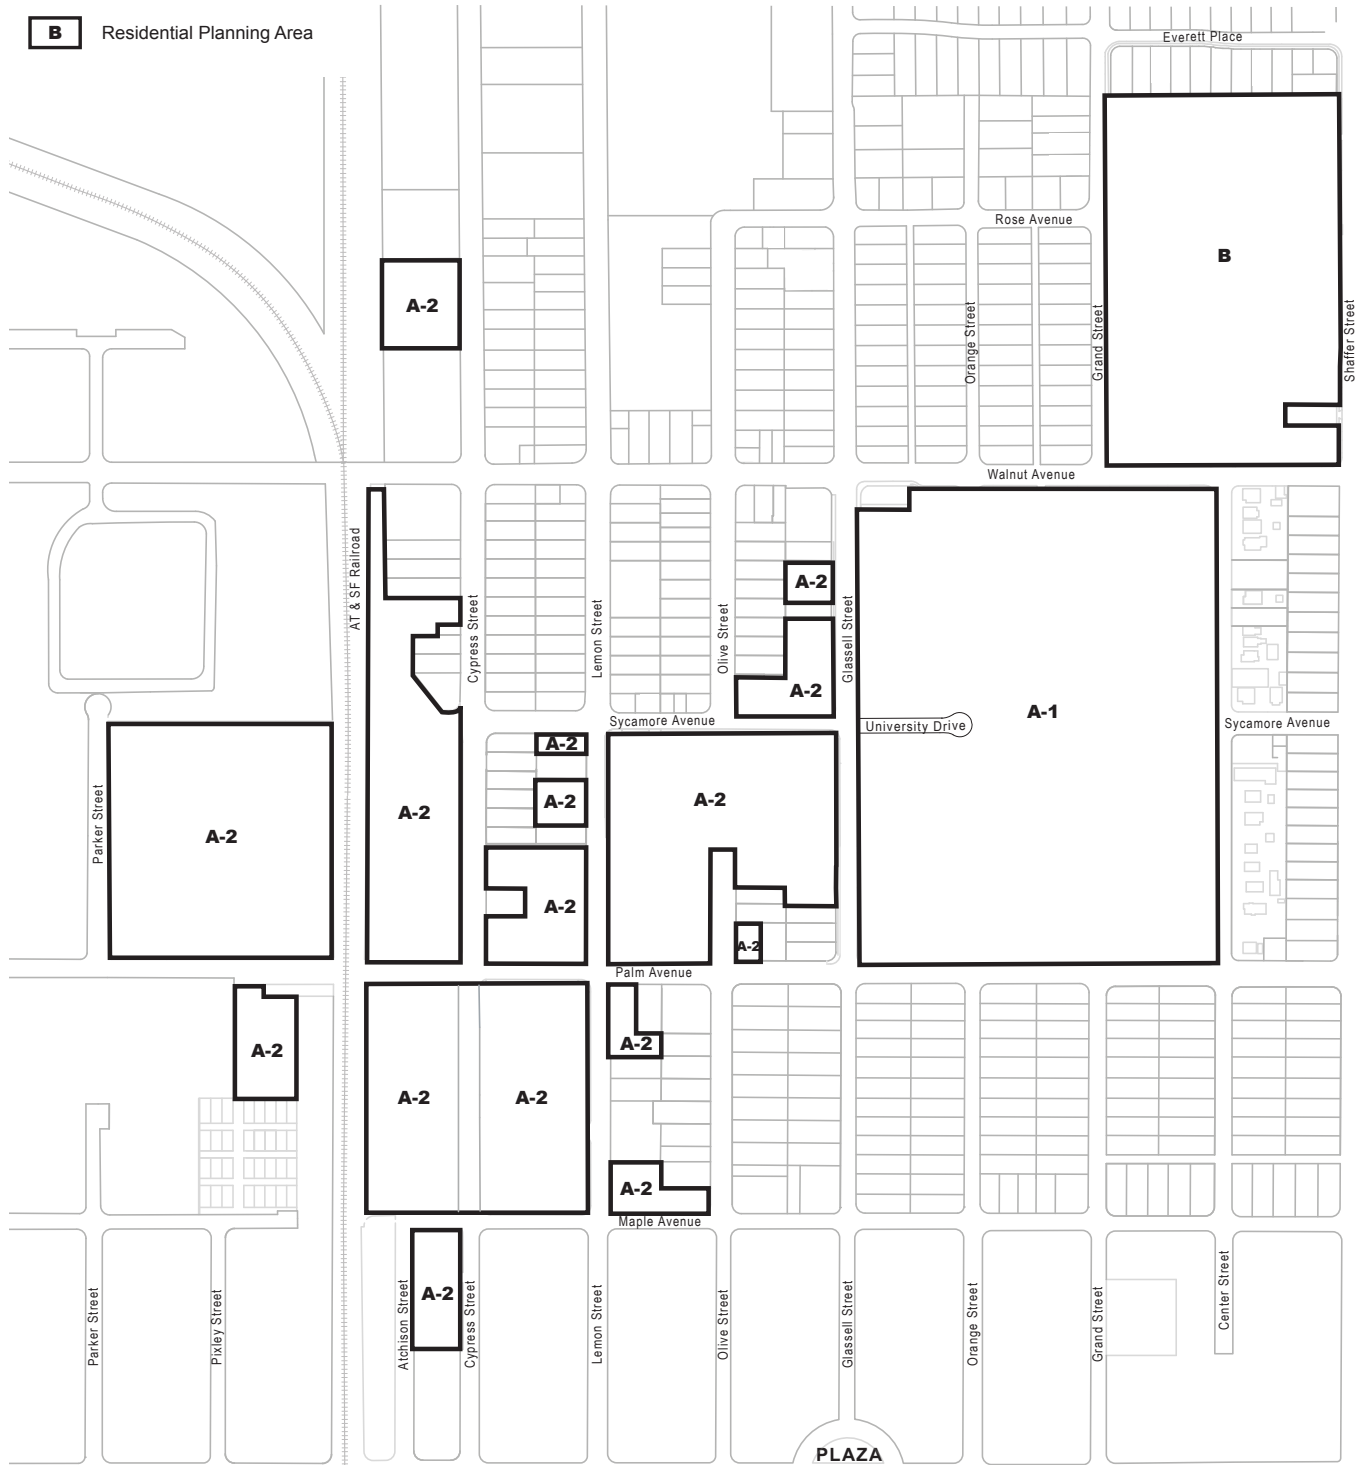 B Residential Planning Area
Everett Place
Rose Avenue
B
A-2
Orange Street
Grand Street
Shaffer Street
Walnut Avenue
AT & SF Railroad
Cypress Street
Lemon Street
Olive Street
A-2
Glassell Street
A-2
Sycamore Avenue
University Drive
A-1
Sycamore Avenue
Parker Street
A-2
A-2
A-2
A-2
A-2
A-2
A-2
Palm Avenue
A-2
A-2
A-2
A-2
A-2
Maple Avenue
Parker Street
Pixley Street
Atchison Street
A-2
Cypress Street
Lemon Street
Olive Street
Glassell Street
Orange Street
Grand Street
Center Street
PLAZA